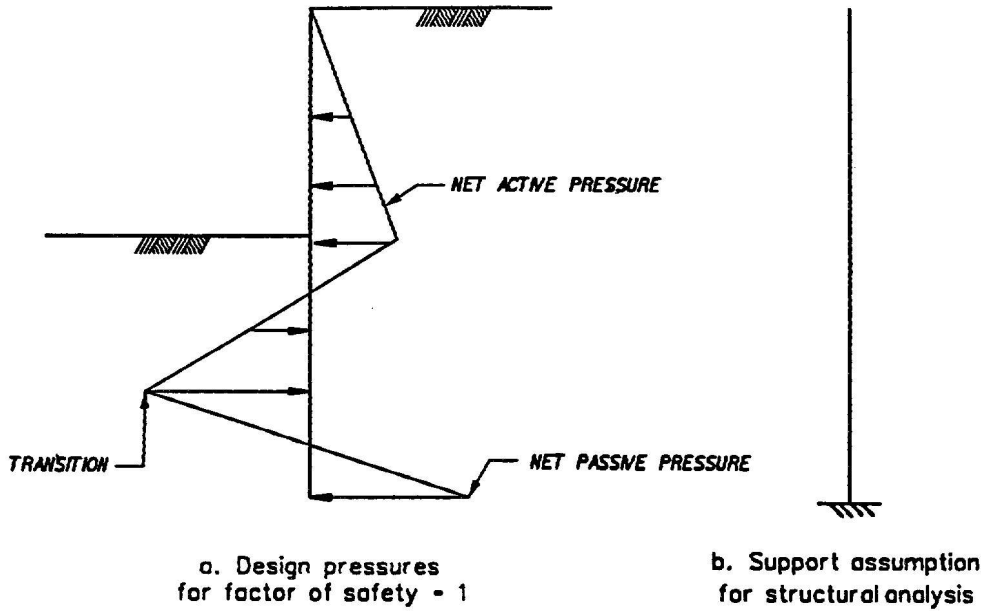 NET ACTIVE PRESSURE
TRANSITION
NET PASSIVE PRESSURE
a. Design pressures
for factor of safety - 1
b. Support assumption
for structural analysis